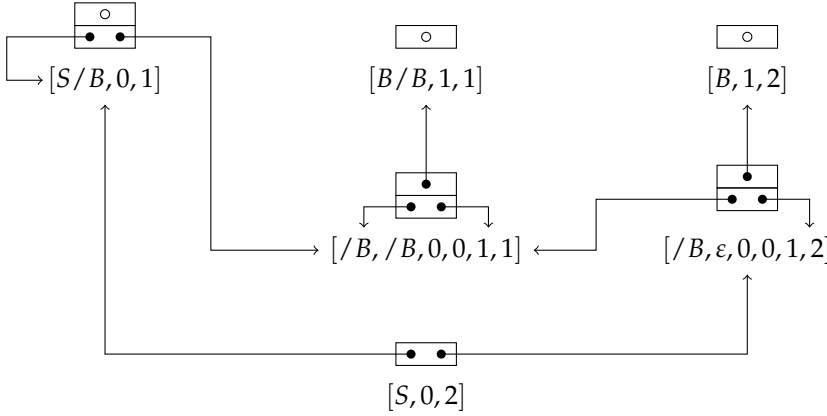 [S/B, 0, 1] [B/B, 1, 1] [B, 1, 2]
[/B, /B, 0, 0, 1, 1] [/B, ε, 0, 0, 1, 2]
[S, 0, 2]